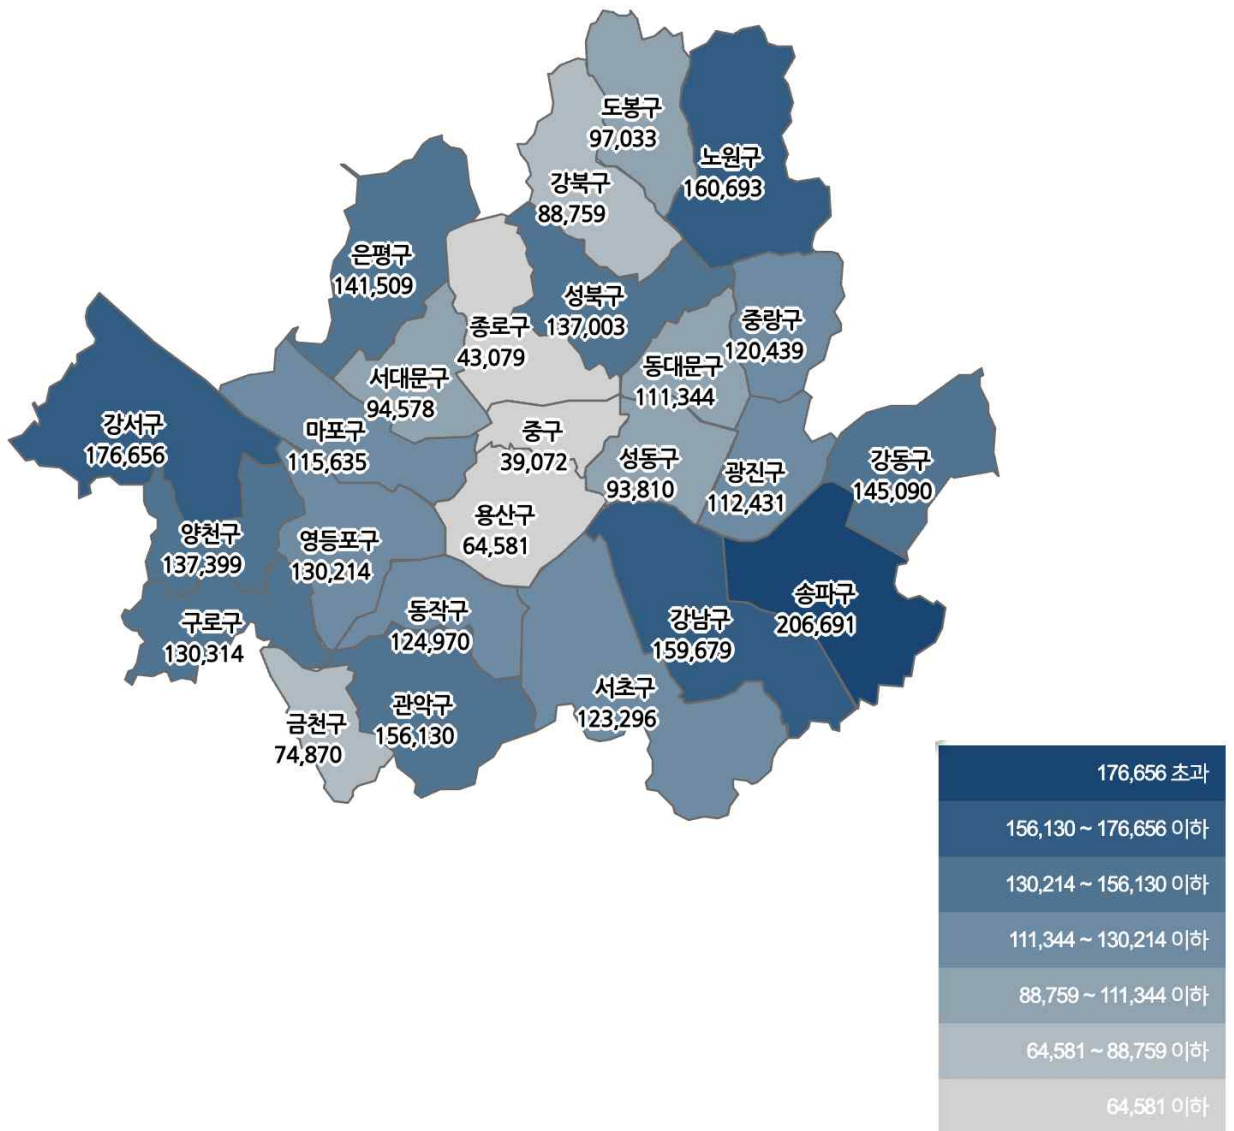 도봉구
97,033
노원구
160,693
강북구
88,759
은평구
141,509
성북구
137,003
종로구
43,079
중랑구
120,439
동대문구
111,344
서대문구
94,578
강서구
176,656
마포구
115,635
중구
39,072
성동구
93,810
광진구
112,431
강동구
145,090
용산구
64,581
양천구
137,399
영등포구
130,214
송파구
206,691
동작구
124,970
강남구
159,679
구로구
130,314
서초구
123,296
관악구
156,130
금천구
74,870
176,656 초과
156,130 ~ 176,656 이하
130,214 ~ 156,130 이하
111,344 ~ 130,214 이하
88,759 ~ 111,344 이하
64,581 ~ 88,759 이하
64,581 이하